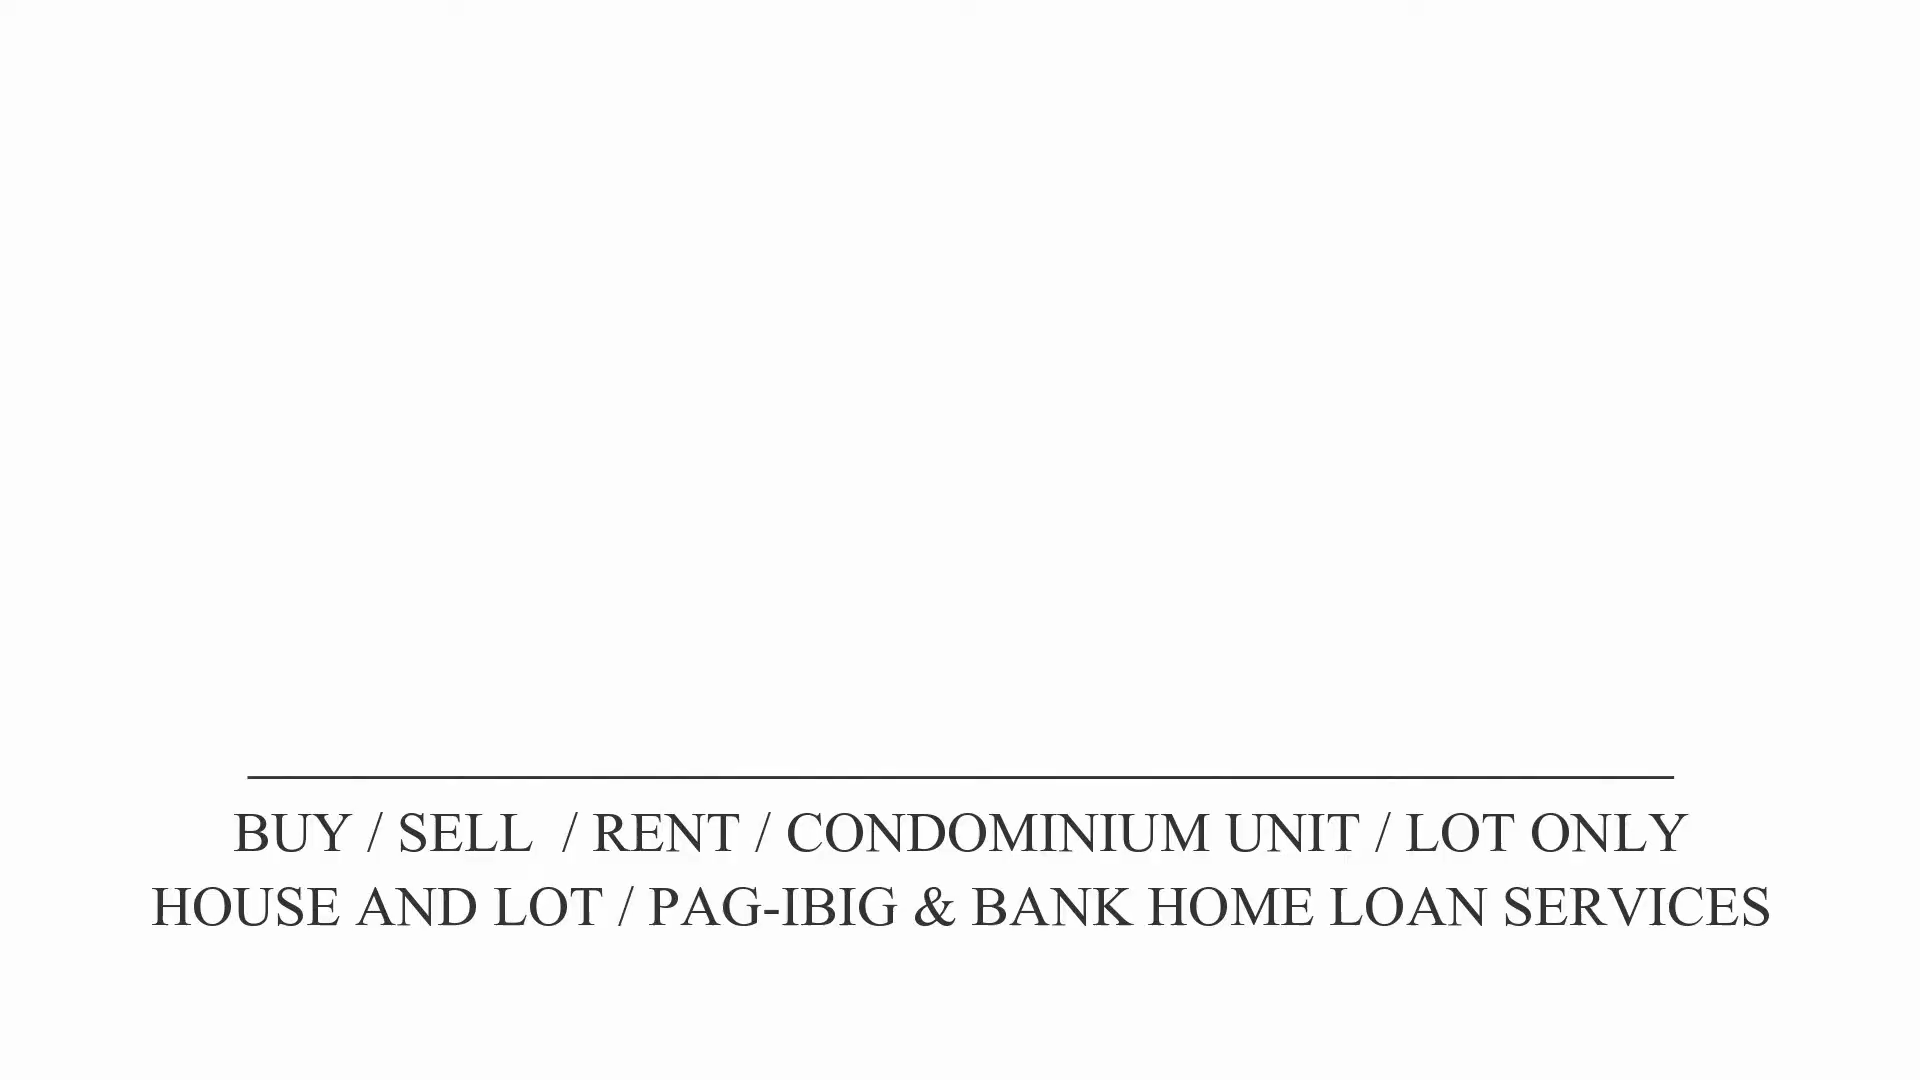 BUY / SELL  / RENT / CONDOMINIUM UNIT / LOT ONLY
HOUSE AND LOT / PAG-IBIG & BANK HOME LOAN SERVICES